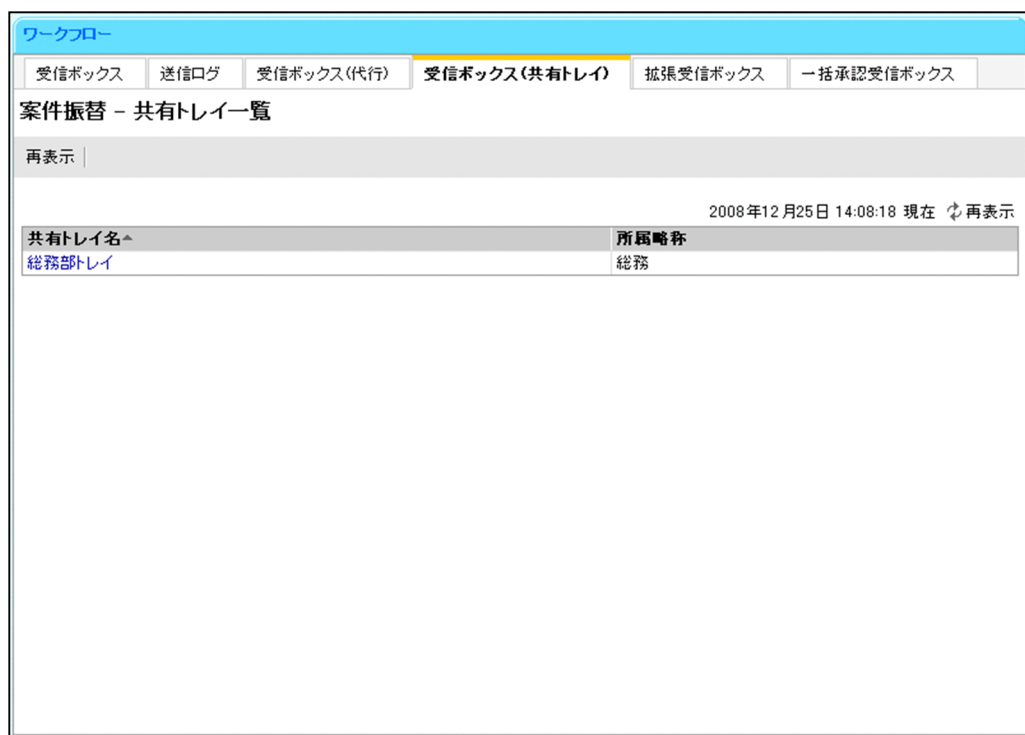 ワークフロー
受信ボックス 送信ログ 受信ボックス(代行) 受信ボックス(共有トレイ) 拡張受信ボックス 一括承認受信ボックス
案件振替 - 共有トレイ一覧
再表示
2008年12月25日 14:08:18 現在 再表示
共有トレイ名 所属略称
総務部トレイ 総務